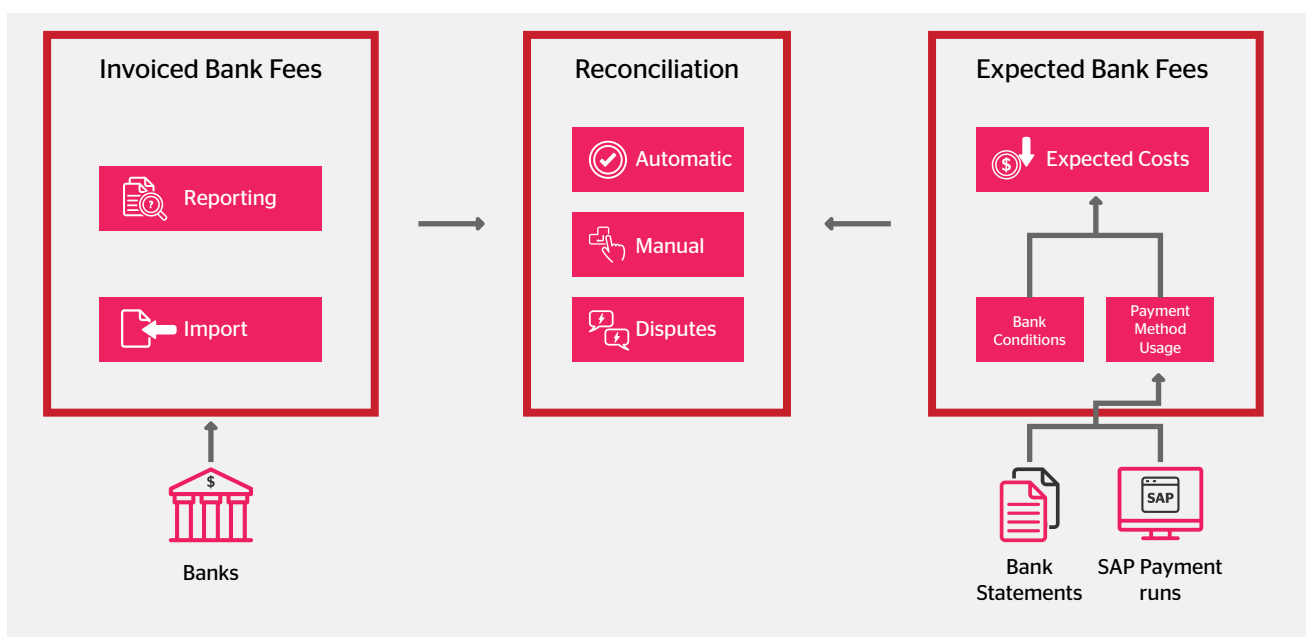 Invoiced Bank Fees
Reporting
?
Import
$
Banks
Reconciliation
Automatic
Manual
Disputes
Expected Bank Fees
$
Expected Costs
Bank
Conditions
Payment
Method
Usage
Bank
Statements
SAP
SAP Payment
runs